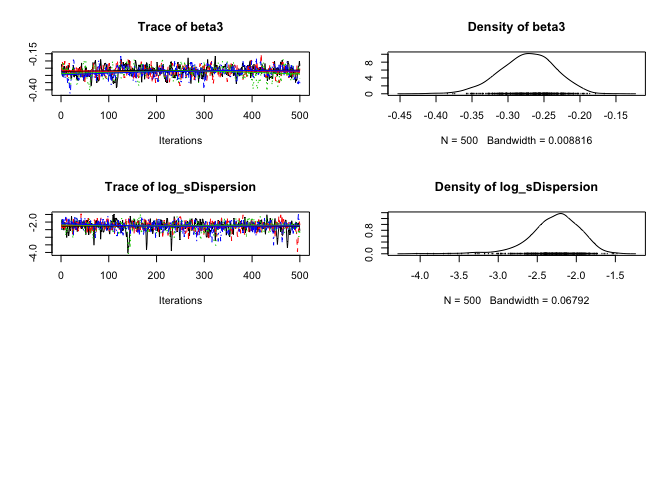 Trace of beta3
-0.15
-0.40
0 100 200 300 400 500
Iterations
Density of beta3
8
4
0
-0.45 -0.35 -0.30 -0.25 -0.20 -0.15
N = 500 Bandwidth = 0.008816
Trace of log_sDispersion
-2.0
-4.0
0 100 200 300 400 500
Iterations
Density of log_sDispersion
0.8
0.0
-4.0 -3.5 -3.0 -2.5 -2.0 -1.5
N = 500 Bandwidth = 0.06792